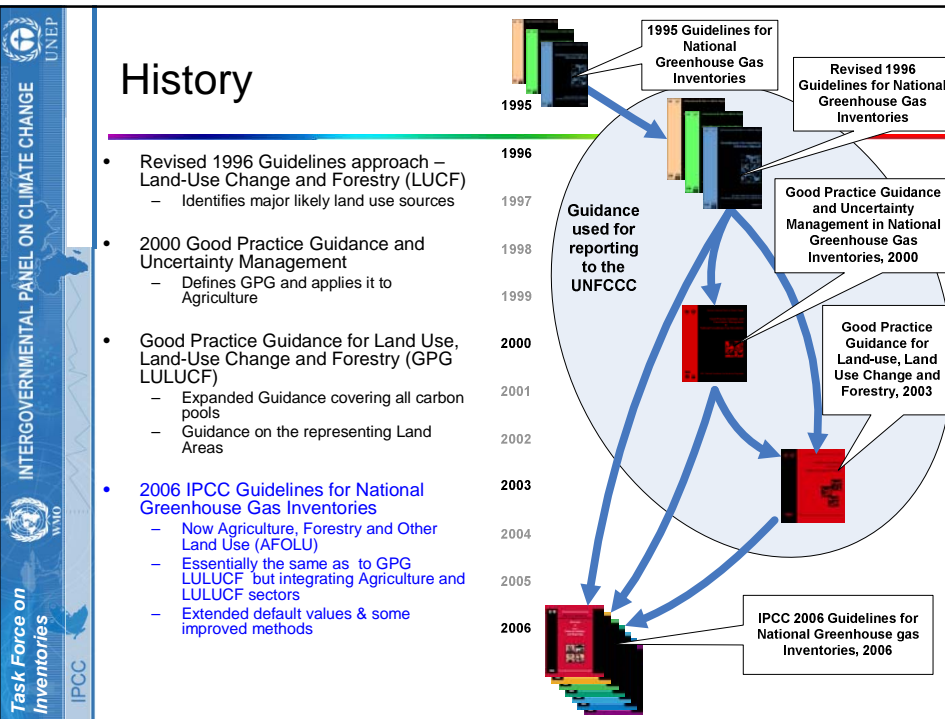 UNEP
INTERGOVERNMENTAL PANEL ON CLIMATE CHANGE
WMO
Task Force on
Inventories
IPCC
History
• Revised 1996 Guidelines approach –
Land-Use Change and Forestry (LUCF)
– Identifies major likely land use sources
• 2000 Good Practice Guidance and
Uncertainty Management
– Defines GPG and applies it to
Agriculture
• Good Practice Guidance for Land Use,
Land-Use Change and Forestry (GPG
LULUCF)
– Expanded Guidance covering all carbon
pools
– Guidance on the representing Land
Areas
• 2006 IPCC Guidelines for National
Greenhouse Gas Inventories
– Now Agriculture, Forestry and Other
Land Use (AFOLU)
– Essentially the same as to GPG
LULUCF but integrating Agriculture and
LULUCF sectors
– Extended default values & some
improved methods
1995
1996
1997
1998
1999
2000
2001
2002
2003
2004
2005
2006
1995 Guidelines for
National
Greenhouse Gas
Inventories
Revised 1996
Guidelines for National
Greenhouse Gas
Inventories
Guidance
used for
reporting
to the
UNFCCC
Good Practice Guidance
and Uncertainty
Management in National
Greenhouse Gas
Inventories, 2000
Good Practice
Guidance for
Land-use, Land
Use Change and
Forestry, 2003
IPCC 2006 Guidelines for
National Greenhouse gas
Inventories, 2006